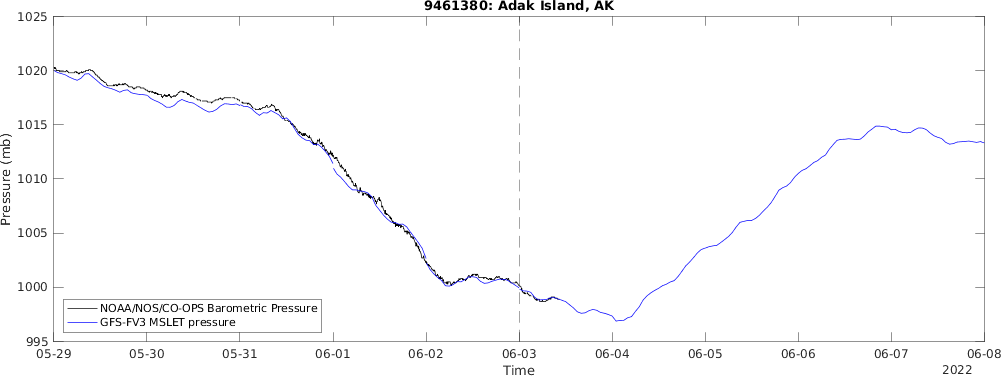 9461380: Adak Island, AK
1025
1020
1015
1010
1005
1000
995
Pressure (mb)
NOAA/NOS/CO-OPS Barometric Pressure
GFS-FV3 MSLET pressure
05-29 05-30 05-31 06-01 06-02 06-03 06-04 06-05 06-06 06-07 06-08
Time
2022